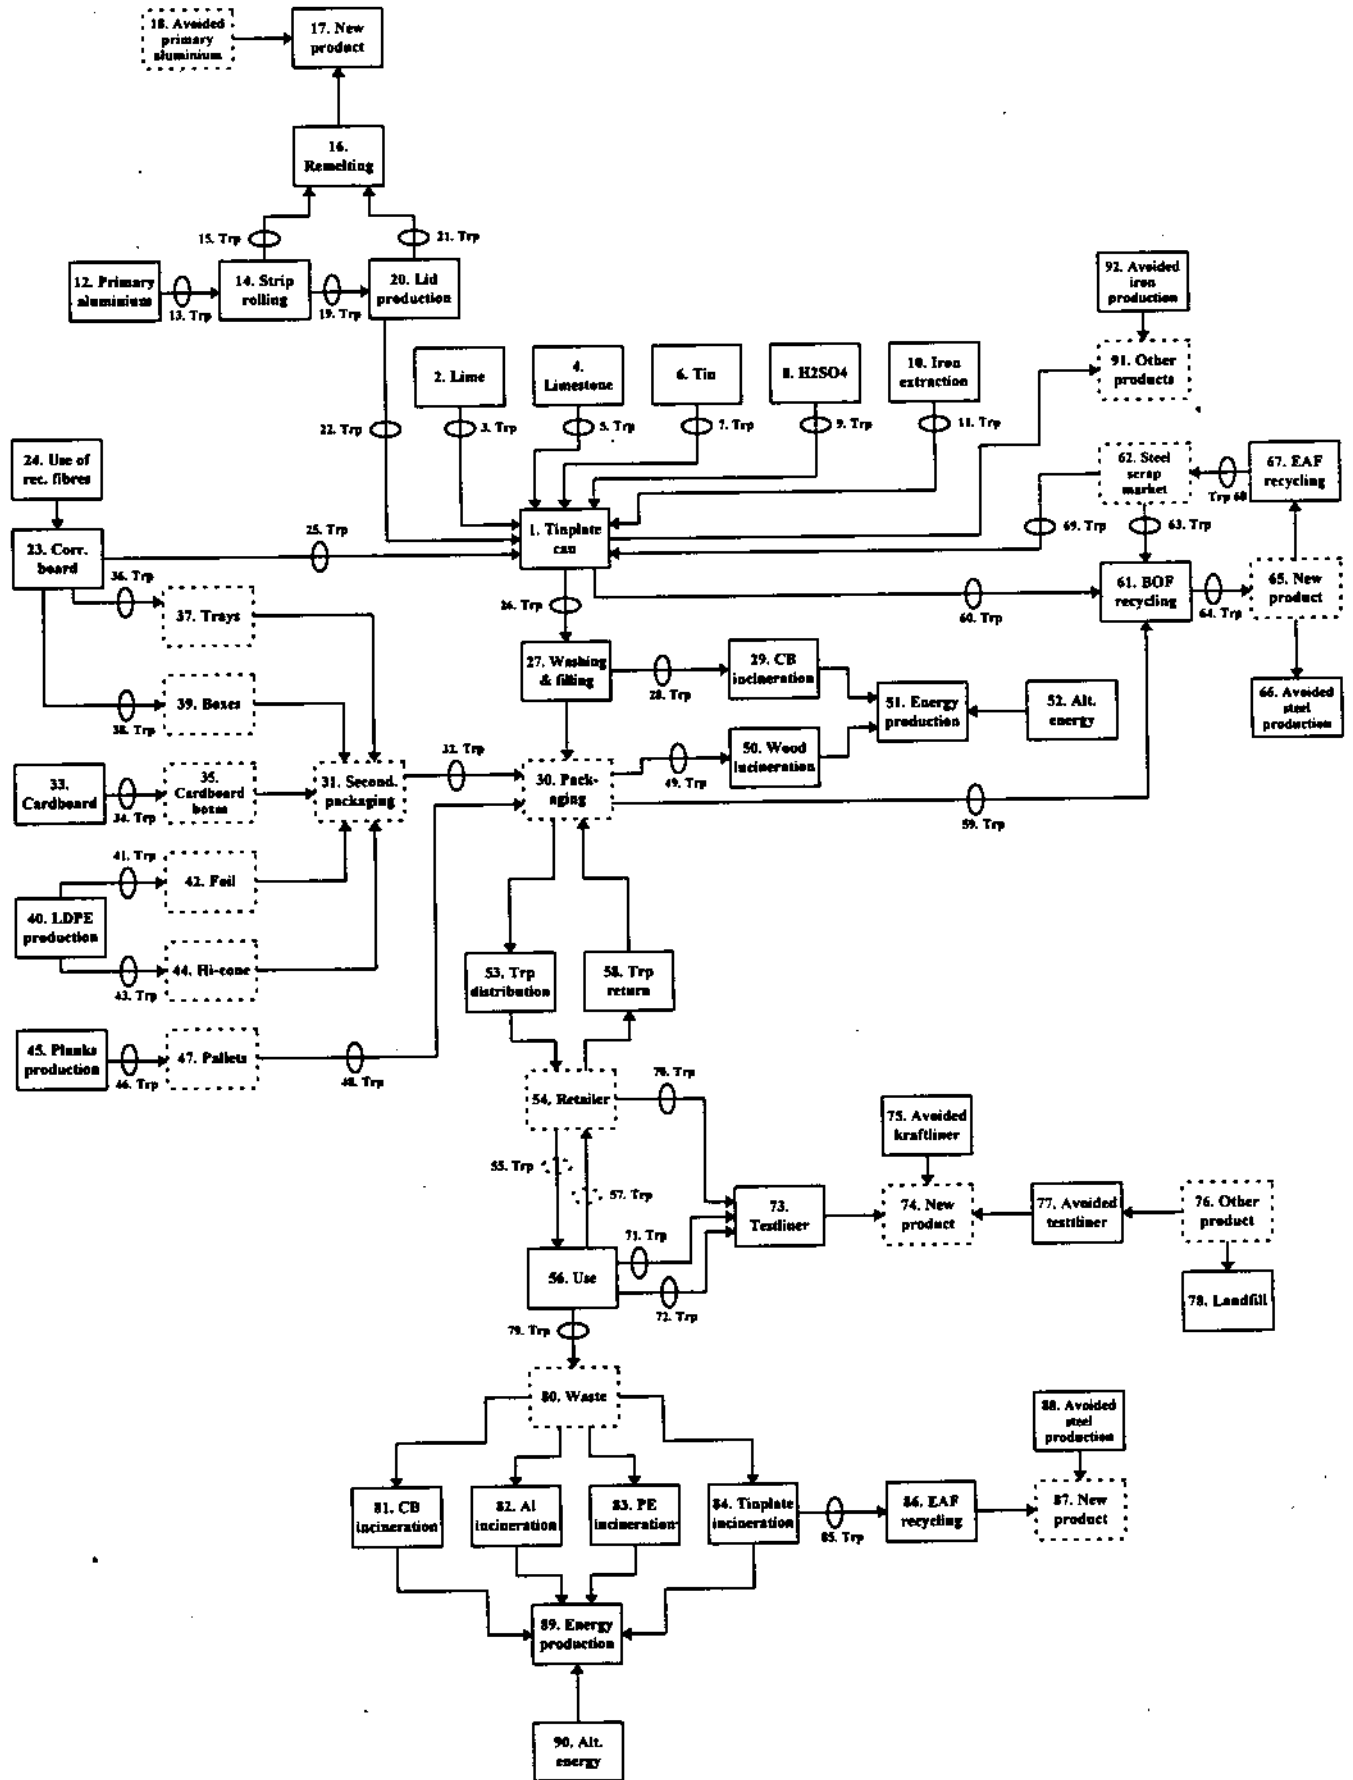 18. Avoided
primary
aluminium
17. New
product
16.
Remelting
15. Trp
21. Trp
12. Primary
aluminium
13. Trp
14. Strip
rolling
19. Trp
20. Lid
production
92. Avoided
iron
production
2. Lime
4.
Limestone
6. Tin
8. H2SO4
10. Iron
extraction
91. Other
products
22. Trp
3. Trp
5. Trp
7. Trp
9. Trp
11. Trp
24. Use of
rec. fibres
62. Steel
scrap
market
67. EAF
recycling
Trp 68
23. Corr.
board
25. Trp
1. Tinplate
can
69. Trp
63. Trp
36. Trp
37. Trays
26. Trp
60. Trp
61. BOF
recycling
64. Trp
65. New
product
27. Washing
& filling
28. Trp
29. CB
incineration
51. Energy
production
52. Alt.
energy
66. Avoided
steel
production
38. Trp
39. Boxes
32. Trp
49. Trp
50. Wood
incineration
33.
Cardboard
34. Trp
35.
Cardboard
boxes
31. Second.
packaging
30. Pack-
aging
59. Trp
41. Trp
42. Foil
40. LDPE
production
43. Trp
44. Hi-cone
53. Trp
distribution
58. Trp
return
45. Planks
production
46. Trp
47. Pallets
48. Trp
54. Retailer
70. Trp
75. Avoided
kraftliner
55. Trp
57. Trp
73.
Testliner
74. New
product
77. Avoided
testliner
76. Other
product
71. Trp
56. Use
72. Trp
78. Landfill
79. Trp
80. Waste
88. Avoided
steel
production
81. CB
incineration
82. Al
incineration
83. PE
incineration
84. Tinplate
incineration
85. Trp
86. EAF
recycling
87. New
product
89. Energy
production
90. Alt.
energy